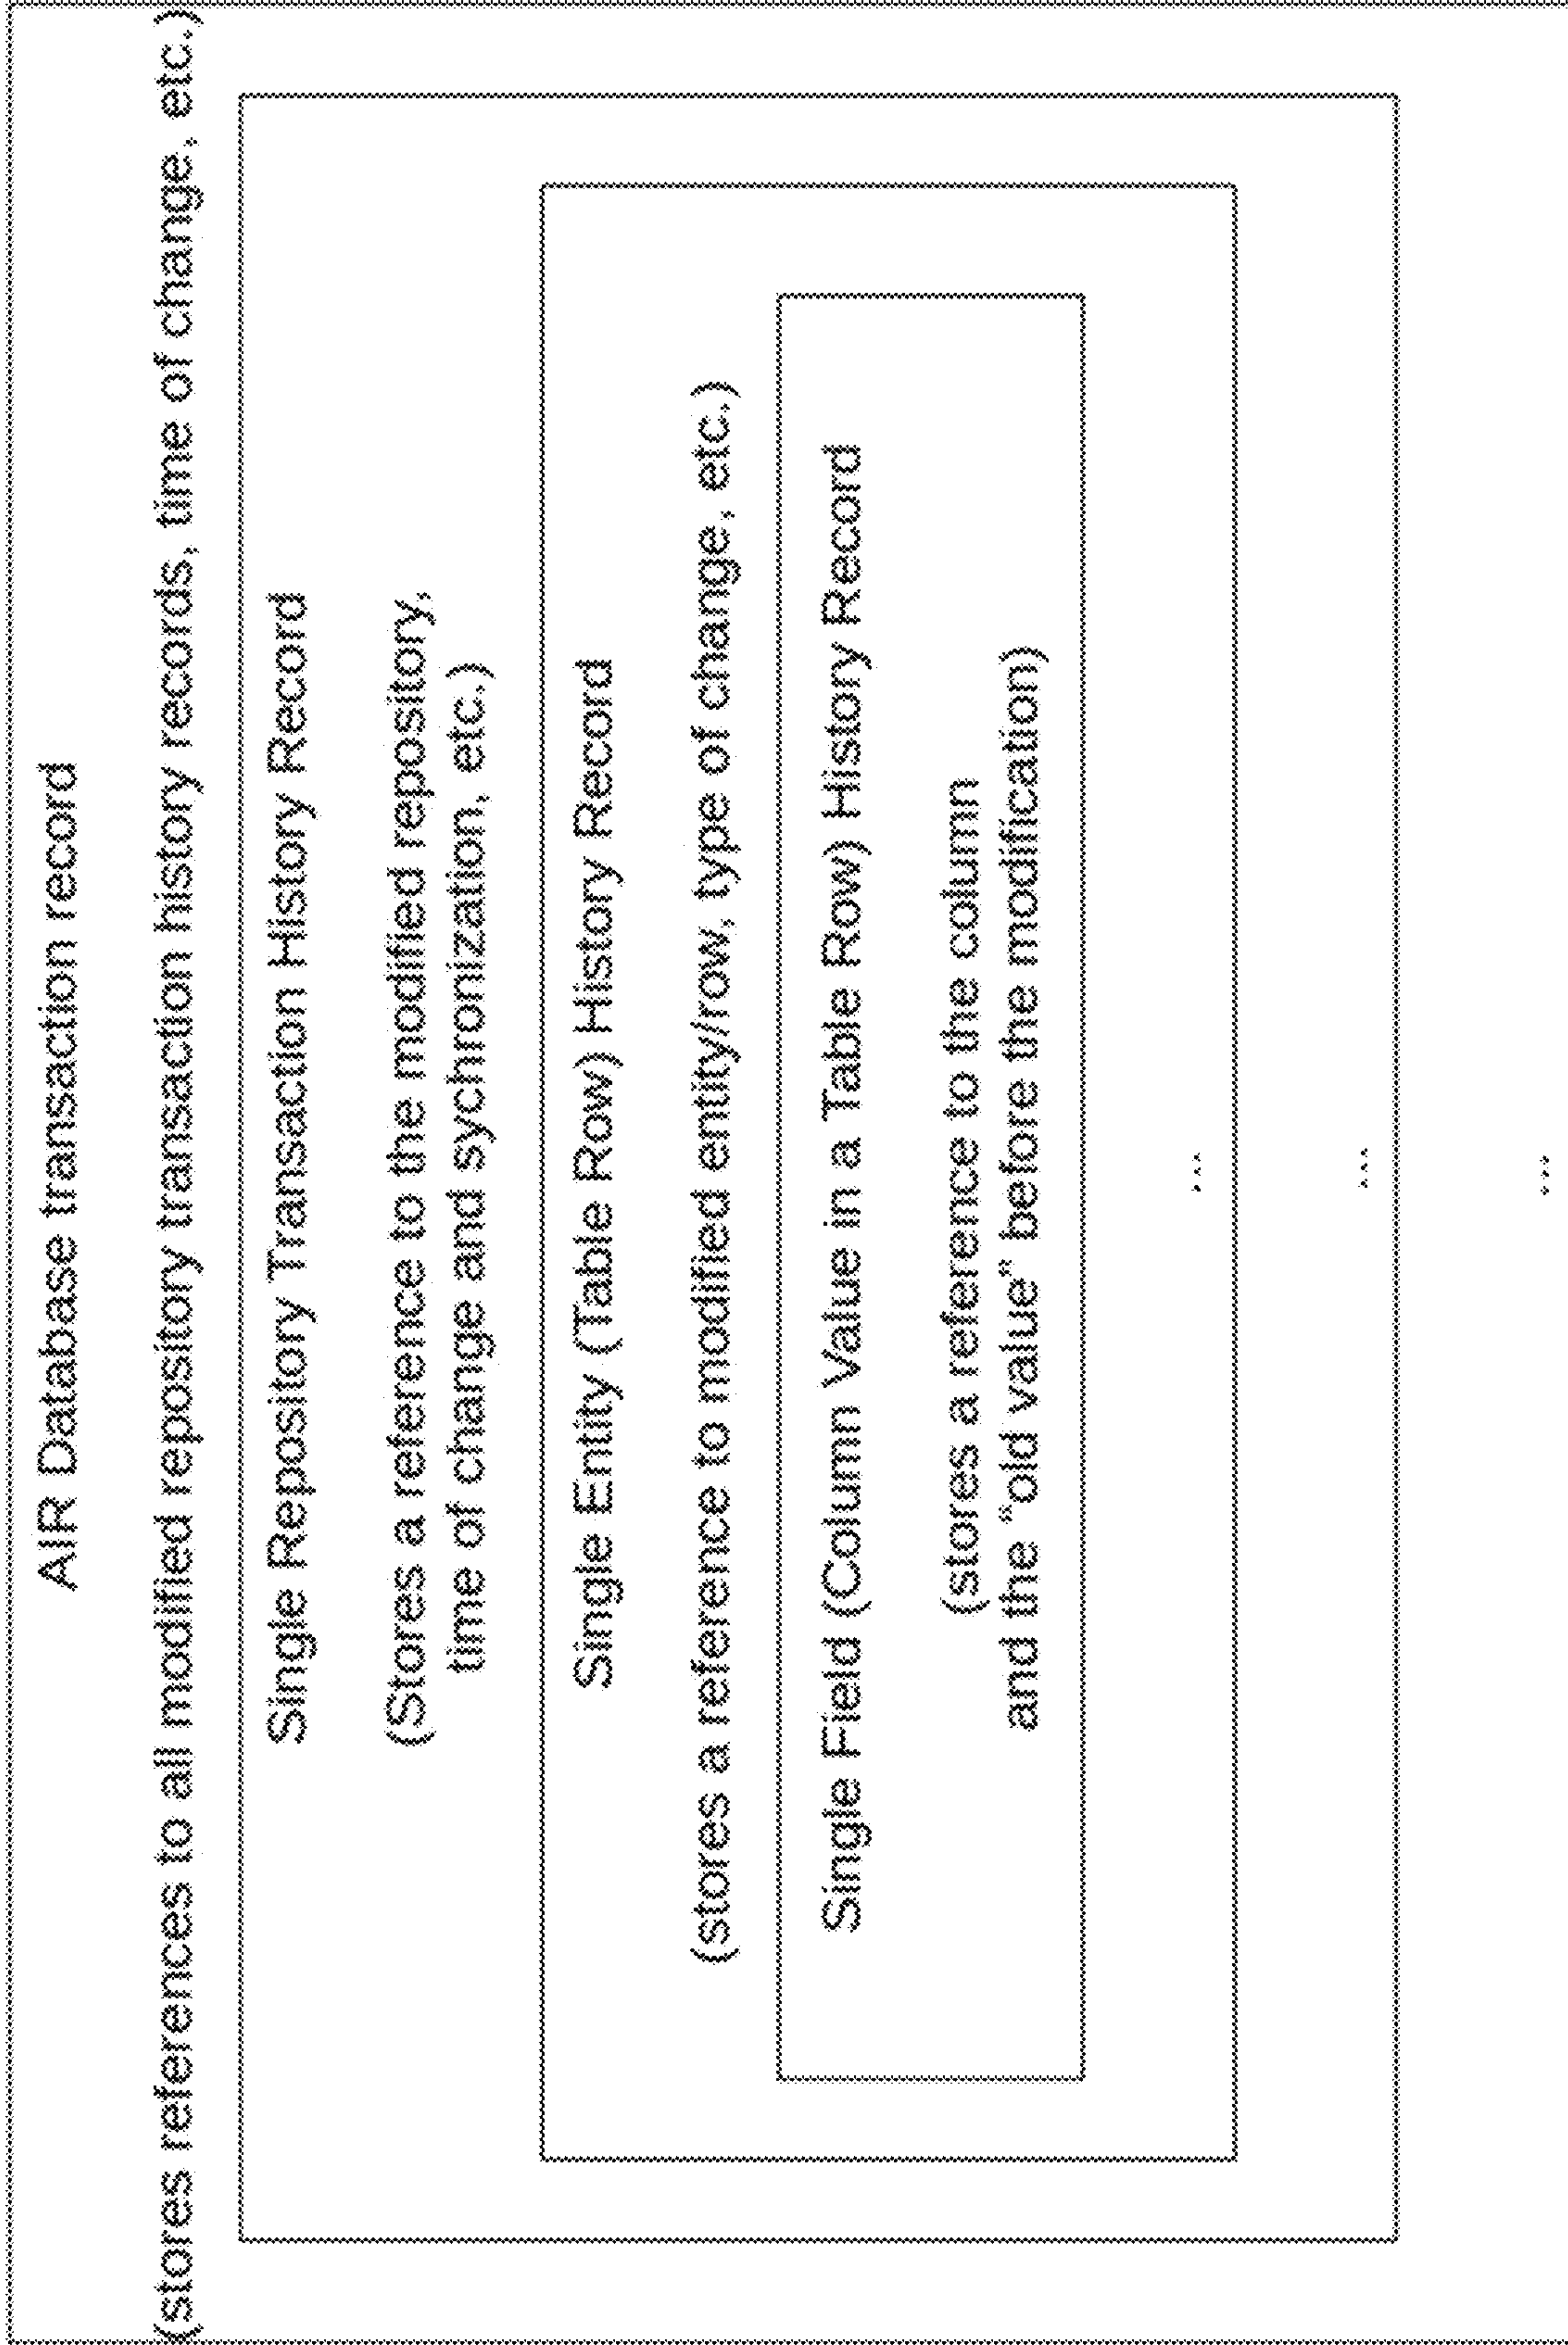 AIR Database transaction record
(stores references to all modified repository transaction history records, time of change, etc.)
Single Repository Transaction History Record
(Stores a reference to the modified repository,
time of change and sychronization, etc.)
Single Entity (Table Row) History Record
(stores a reference to modified entity/row, type of change, etc.)
Single Field (Column Value in a Table Row) History Record
(stores a reference to the column
and the "old value" before the modification)
...
...
...